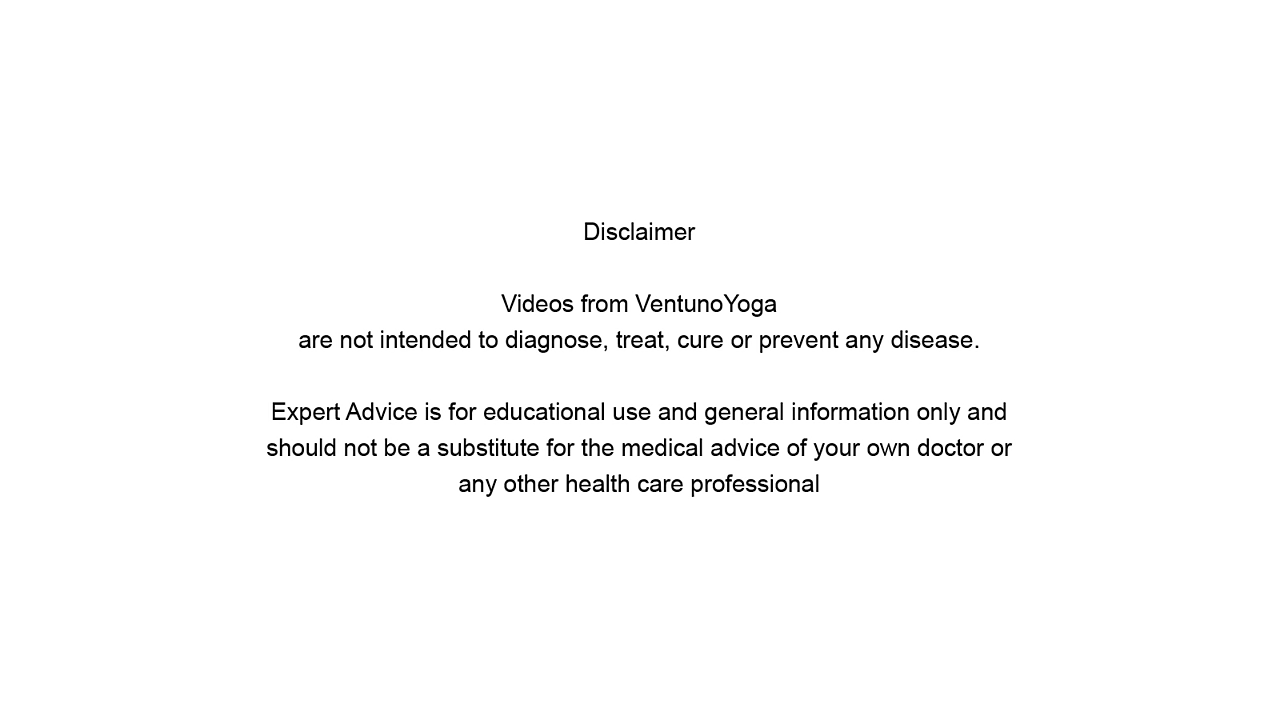 Disclaimer
Videos from VentunoYoga
are not intended to diagnose, treat, cure or prevent any disease.
Expert Advice is for educational use and general information only and
should not be a substitute for the medical advice of your own doctor or
any other health care professional